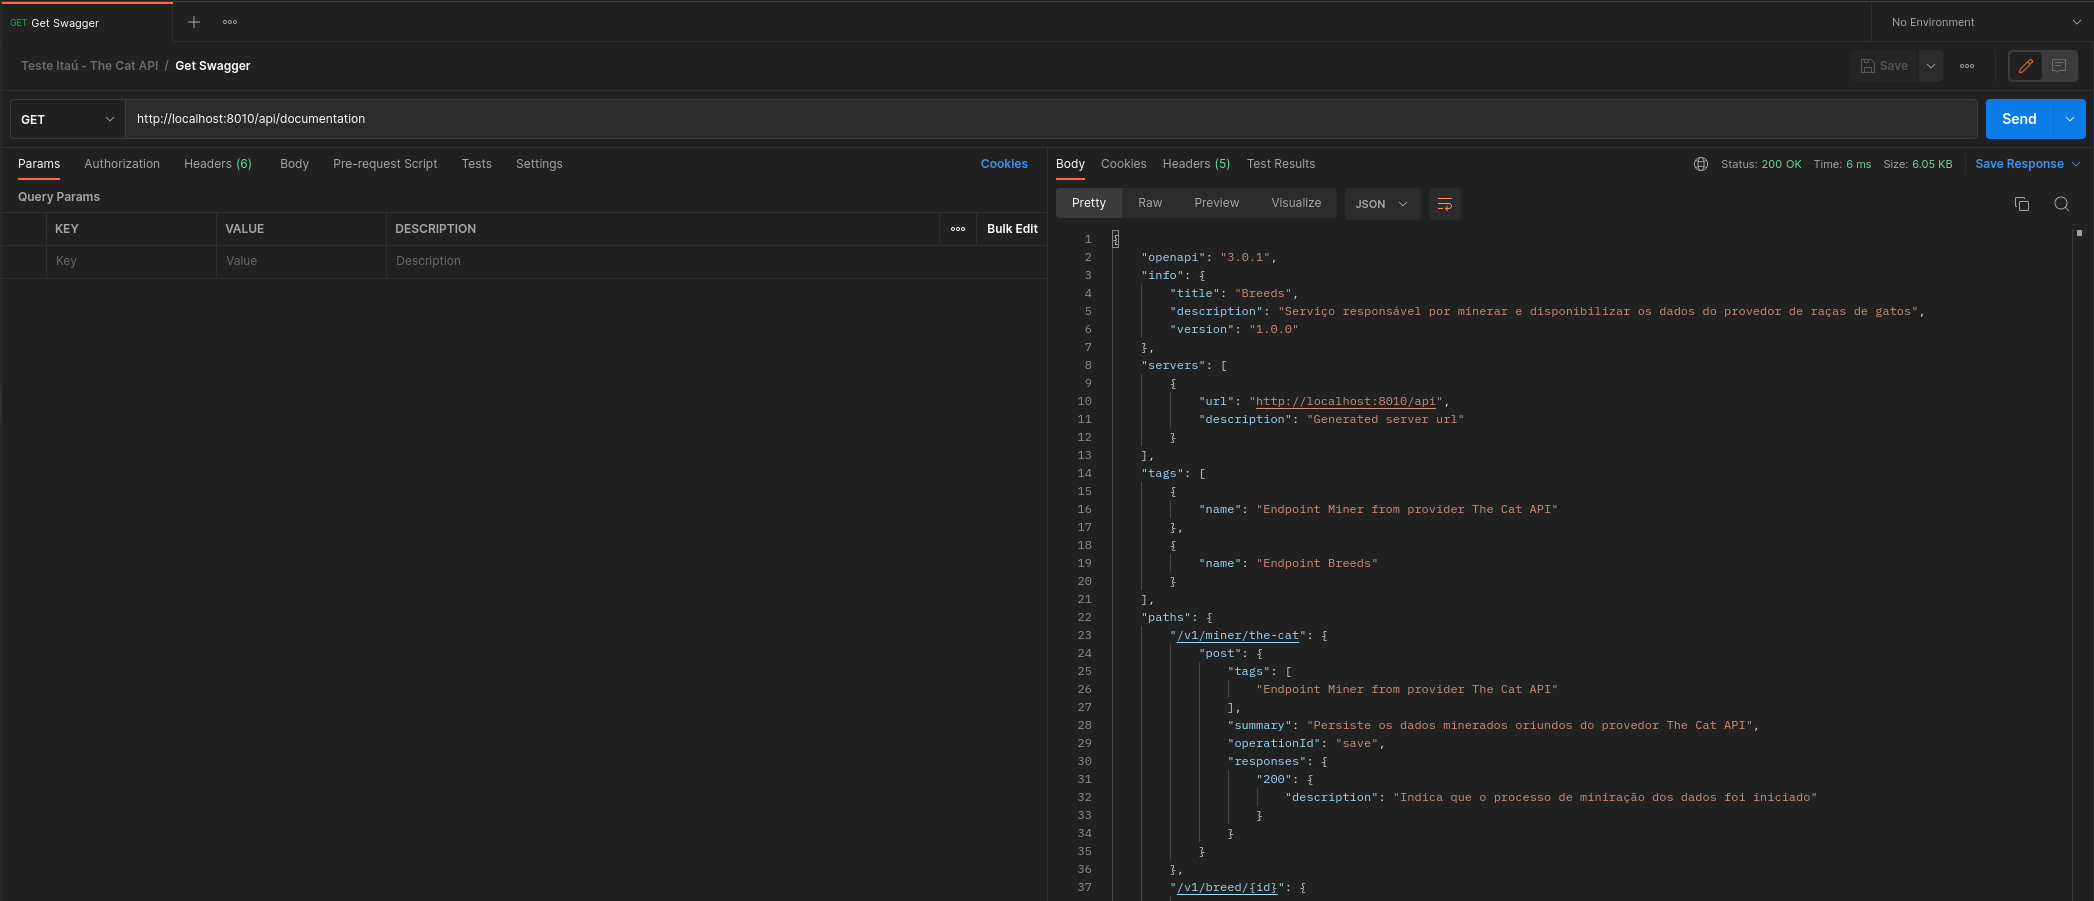 GET Get Swagger
No Environment
Teste Itaú - The Cat API / Get Swagger
Save
GET http://localhost:8010/api/documentation
Send
Params Authorization Headers (6) Body Pre-request Script Tests Settings Cookies
Query Params
KEY VALUE DESCRIPTION Bulk Edit
Key Value Description
Body Cookies Headers (5) Test Results Status: 200 OK Time: 6 ms Size: 6.05 KB Save Response
Pretty Raw Preview Visualize JSON
1 {
2 "openapi": "3.0.1",
3 "info": {
4 "title": "Breeds",
5 "description": "Serviço responsável por minerar e disponibilizar os dados do provedor de raças de gatos",
6 "version": "1.0.0"
7 },
8 "servers": [
9 {
10 "url": "http://localhost:8010/api",
11 "description": "Generated server url"
12 }
13 ],
14 "tags": [
15 {
16 "name": "Endpoint Miner from provider The Cat API"
17 },
18 {
19 "name": "Endpoint Breeds"
20 }
21 ],
22 "paths": {
23 "/v1/miner/the-cat": {
24 "post": {
25 "tags": [
26 "Endpoint Miner from provider The Cat API"
27 ],
28 "summary": "Persiste os dados minerados oriundos do provedor The Cat API",
29 "operationId": "save",
30 "responses": {
31 "200": {
32 "description": "Indica que o processo de miniração dos dados foi iniciado"
33 }
34 }
35 }
36 },
37 "/v1/breed/{id}": {